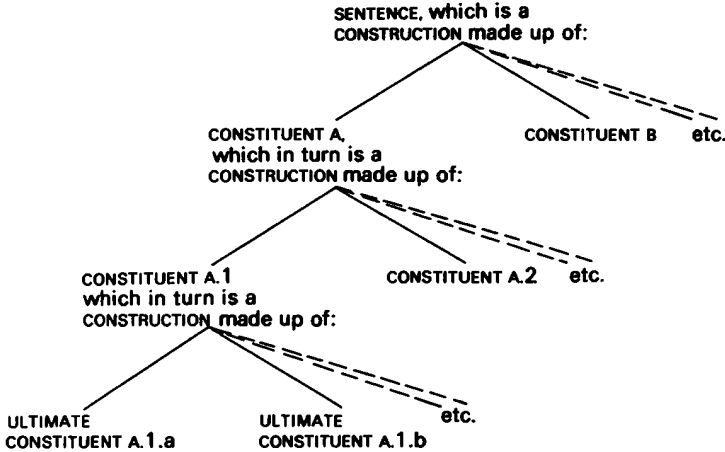 SENTENCE, which is a
CONSTRUCTION made up of:
CONSTITUENT A,
which in turn is a
CONSTRUCTION made up of:
CONSTITUENT B
etc.
CONSTITUENT A.1
which in turn is a
CONSTRUCTION made up of:
CONSTITUENT A.2
etc.
ULTIMATE
CONSTITUENT A.1.a
ULTIMATE
CONSTITUENT A.1.b
etc.